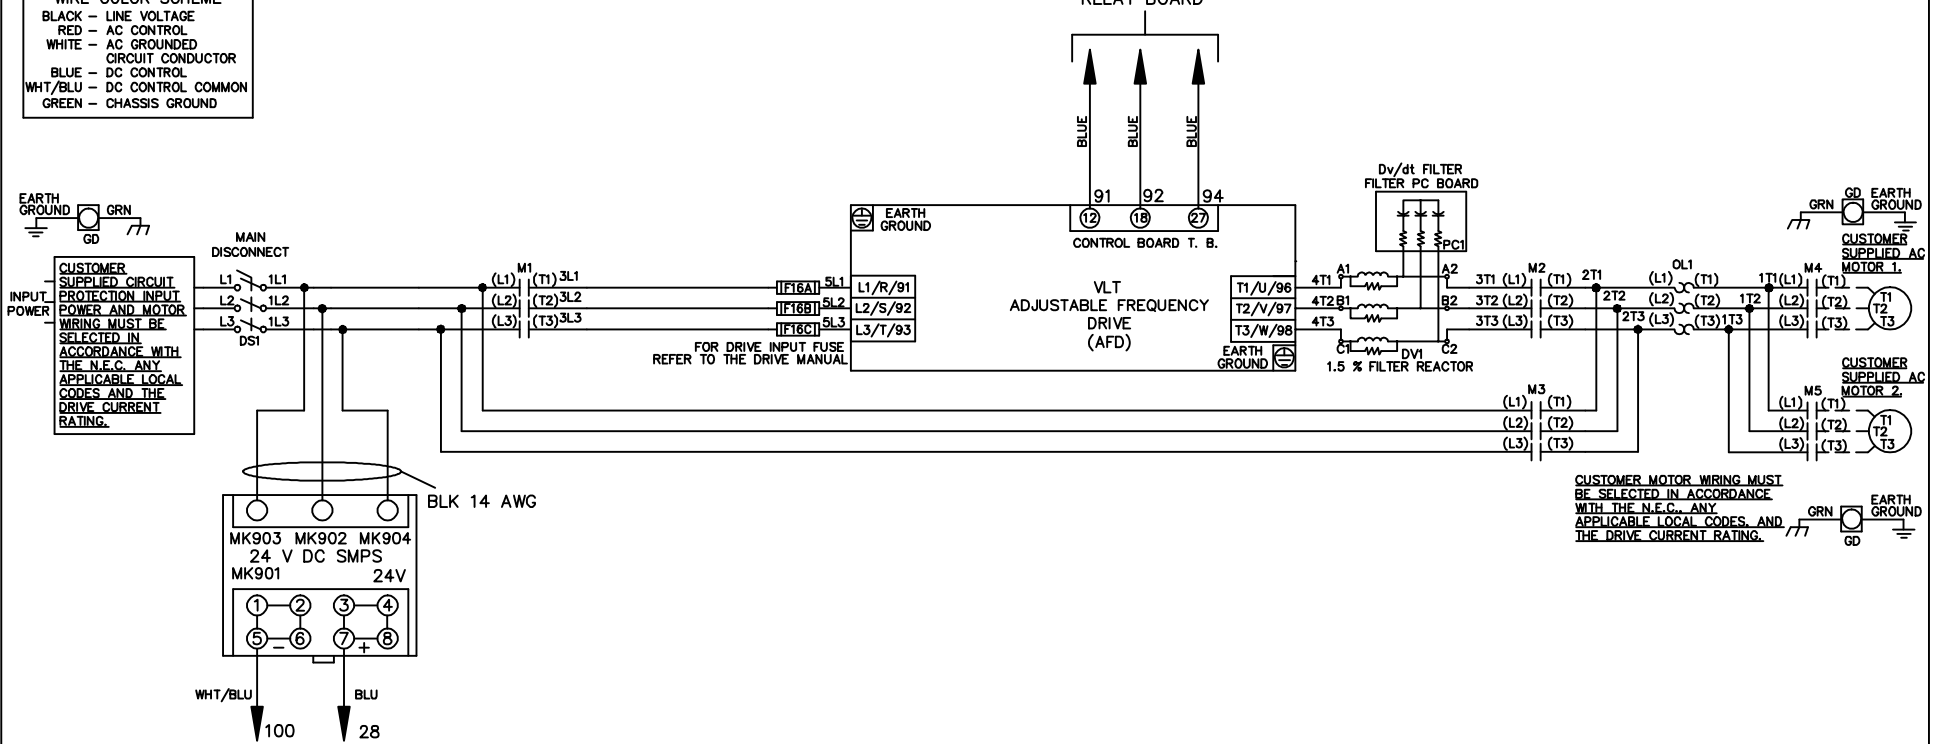 WIRE COLOR SCHEME
BLACK – LINE VOLTAGE
RED – AC CONTROL
WHITE – AC GROUNDED
CIRCUIT CONDUCTOR
BLUE – DC CONTROL
WHT/BLU – DC CONTROL COMMON
GREEN – CHASSIS GROUND
RELAY BOARD
BLUE
BLUE
BLUE
91
92
94
12
18
27
CONTROL BOARD T. B.
EARTH
GROUND
GRN
GD
MAIN
DISCONNECT
INPUT
POWER
CUSTOMER
SUPPLIED CIRCUIT
PROTECTION INPUT
POWER AND MOTOR
WIRING MUST BE
SELECTED IN
ACCORDANCE WITH
THE N.E.C. ANY
APPLICABLE LOCAL
CODES AND THE
DRIVE CURRENT
RATING.
L1 1L1
L2 1L2
L3 1L3
DS1
M1
(L1) (T1) 3L1
(L2) (T2) 3L2
(L3) (T3) 3L3
IF16A 5L1
IF16B 5L2
IF16C 5L3
FOR DRIVE INPUT FUSE
REFER TO THE DRIVE MANUAL
EARTH
GROUND
L1/R/91
L2/S/92
L3/T/93
VLT
ADJUSTABLE FREQUENCY
DRIVE
(AFD)
T1/U/96
T2/V/97
T3/W/98
EARTH
GROUND
Dv/dt FILTER
FILTER PC BOARD
PC1
4T1 A1 A2
4T2 B1 B2
4T3
C1 C2
DV1
1.5 % FILTER REACTOR
M2
3T1 (L1) (T1) 2T1
3T2 (L2) (T2) 2T2
3T3 (L3) (T3) 2T3
OL1
(L1) (T1) 1T1
(L2) (T2) 1T2
(L3) (T3) 1T3
M4
(L1) (T1)
(L2) (T2)
(L3) (T3)
T1
T2
T3
GRN
GD
EARTH
GROUND
CUSTOMER
SUPPLIED AC
MOTOR 1.
M3
(L1) (T1)
(L2) (T2)
(L3) (T3)
CUSTOMER
SUPPLIED AC
MOTOR 2.
M5
(L1) (T1)
(L2) (T2)
(L3) (T3)
T1
T2
T3
CUSTOMER MOTOR WIRING MUST
BE SELECTED IN ACCORDANCE
WITH THE N.E.C.. ANY
APPLICABLE LOCAL CODES. AND
THE DRIVE CURRENT RATING.
GRN
GD
EARTH
GROUND
BLK 14 AWG
MK903 MK902 MK904
24 V DC SMPS
MK901 24V
1 2 3 4
5 6 7 8
– +
WHT/BLU BLU
100 28